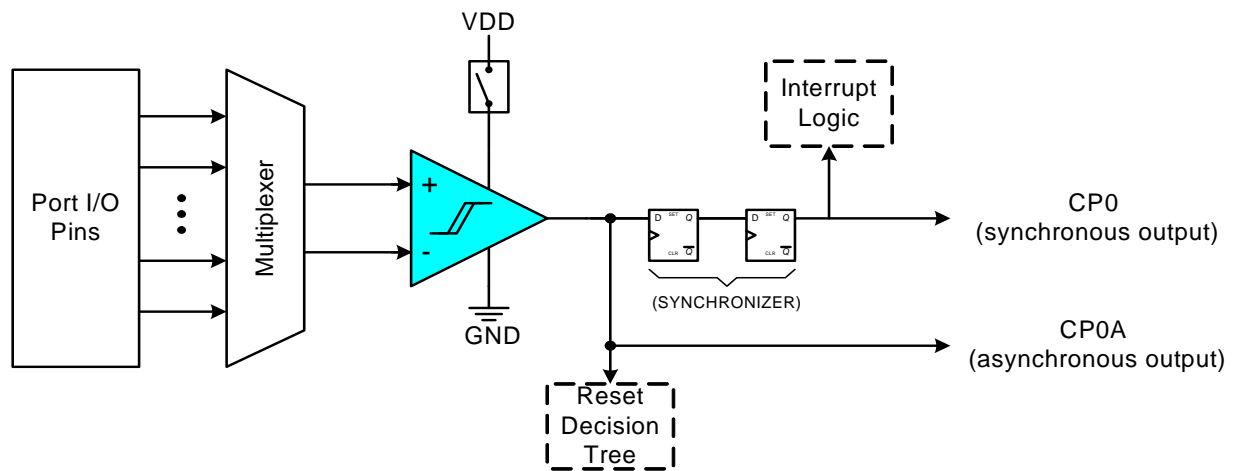 VDD
Interrupt
Logic
Port I/O
Pins
Multiplexer
+
-
D SET Q
CLR Q
D SET Q
CLR Q
CP0
(synchronous output)
(SYNCHRONIZER)
GND
CP0A
(asynchronous output)
Reset
Decision
Tree